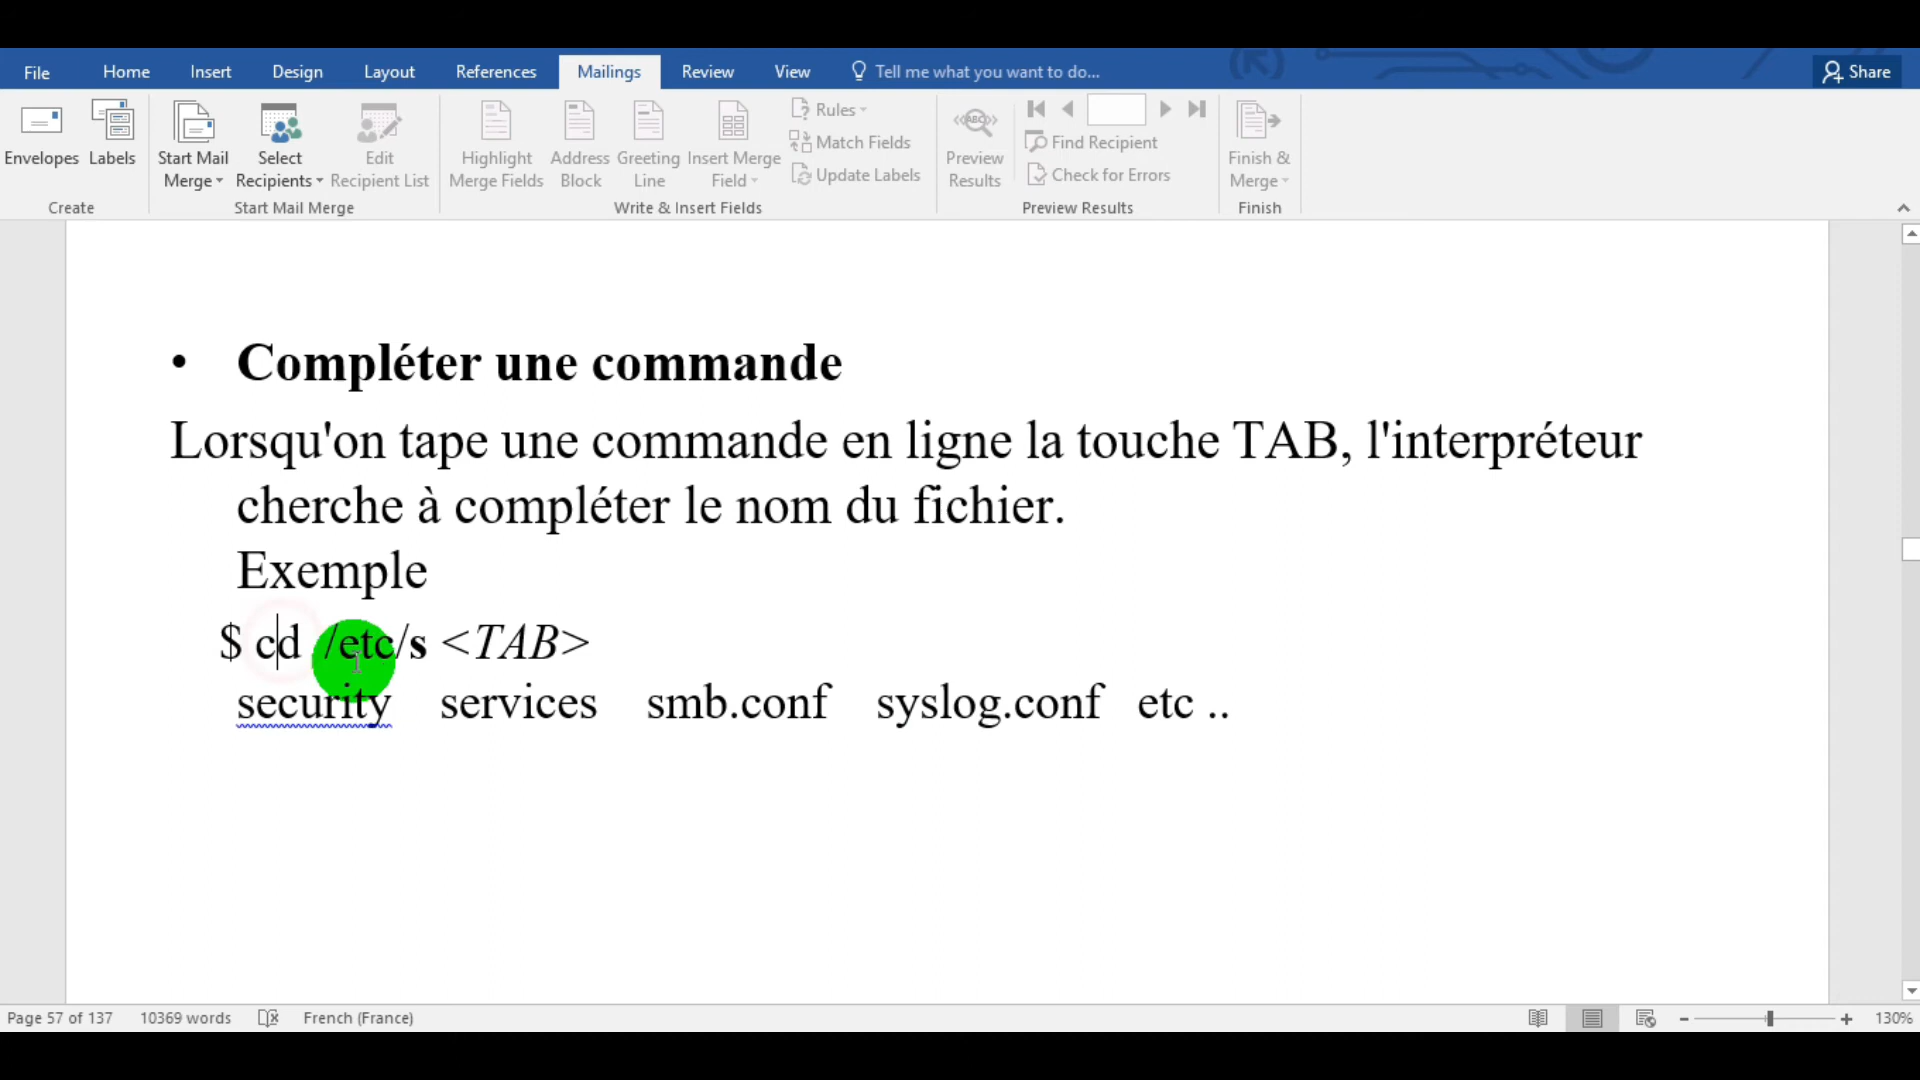 File Home Insert Design Layout References Mailings Review View Tell me what you want to do... Share
Envelopes Labels Start Mail Merge Select Recipients Edit Recipient List Highlight Merge Fields Address Block Greeting Line Insert Merge Field Rules Match Fields Update Labels Preview Results Find Recipient Check for Errors Finish & Merge
Create Start Mail Merge Write & Insert Fields Preview Results Finish
• Compléter une commande
Lorsqu'on tape une commande en ligne la touche TAB, l'interpréteur
cherche à compléter le nom du fichier.
Exemple
$ cd /etc/s <TAB>
security services smb.conf syslog.conf etc ..
Page 57 of 137 10369 words French (France) 130%